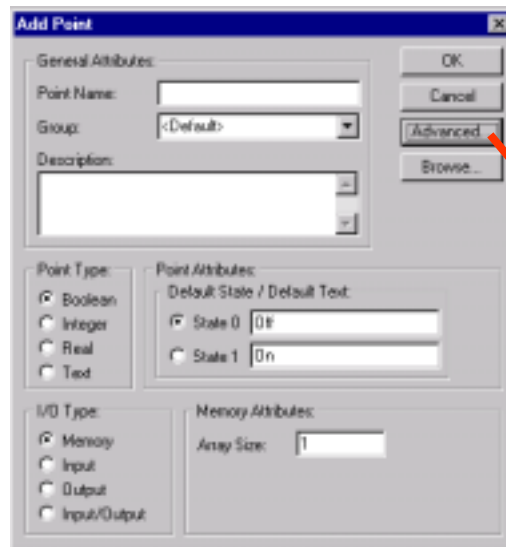 Add Point
General Attributes:
Point Name:
Group: <Default>
Description:
OK
Cancel
Advanced...
Browse...
Point Type:
Boolean
Integer
Real
Text
Point Attributes:
Default State / Default Text:
State 0 Off
State 1 On
I/O Type:
Memory
Input
Output
Input/Output
Memory Attributes:
Array Size: 1